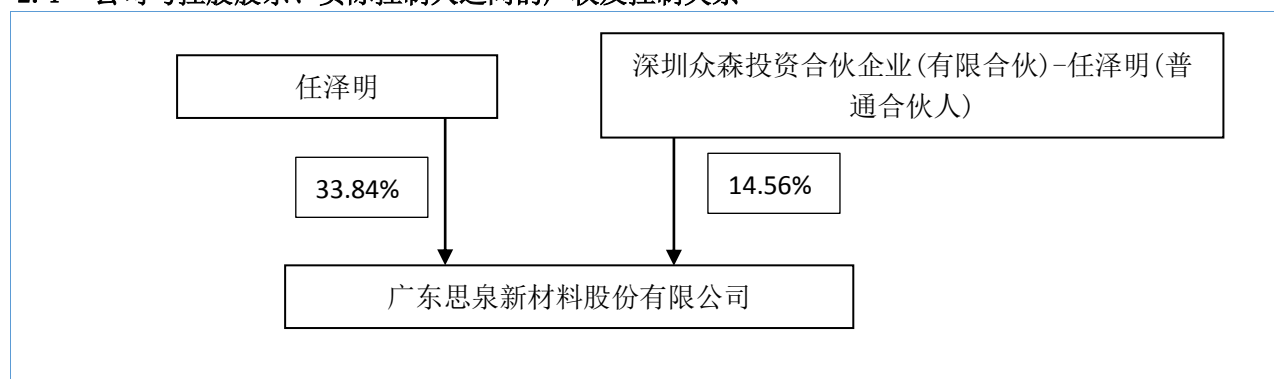 任泽明
深圳众森投资合伙企业(有限合伙)-任泽明(普
通合伙人)
33.84%
14.56%
广东思泉新材料股份有限公司